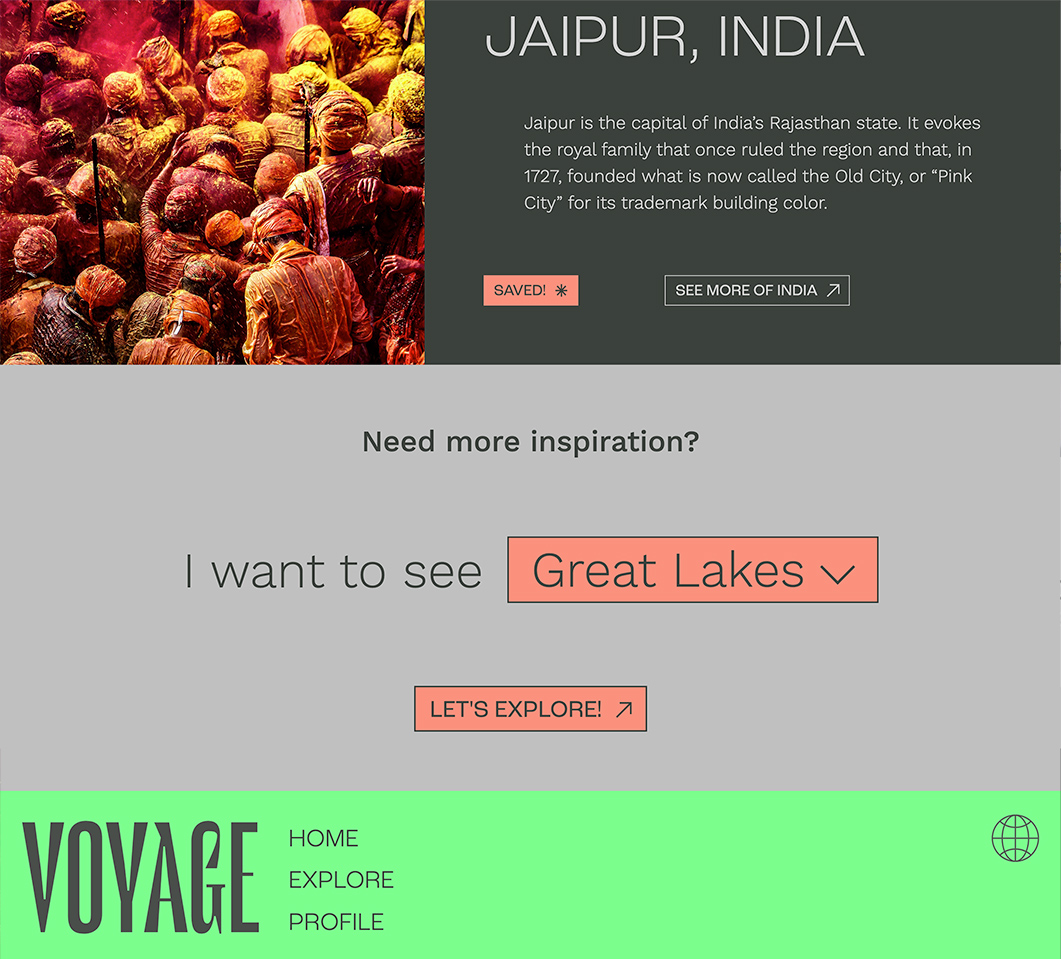 JAIPUR, INDIA
Jaipur is the capital of India’s Rajasthan state. It evokes
the royal family that once ruled the region and that, in
1727, founded what is now called the Old City, or “Pink
City” for its trademark building color.
SAVED!
SEE MORE OF INDIA
Need more inspiration?
I want to see Great Lakes
LET'S EXPLORE!
VOYAGE
HOME
EXPLORE
PROFILE